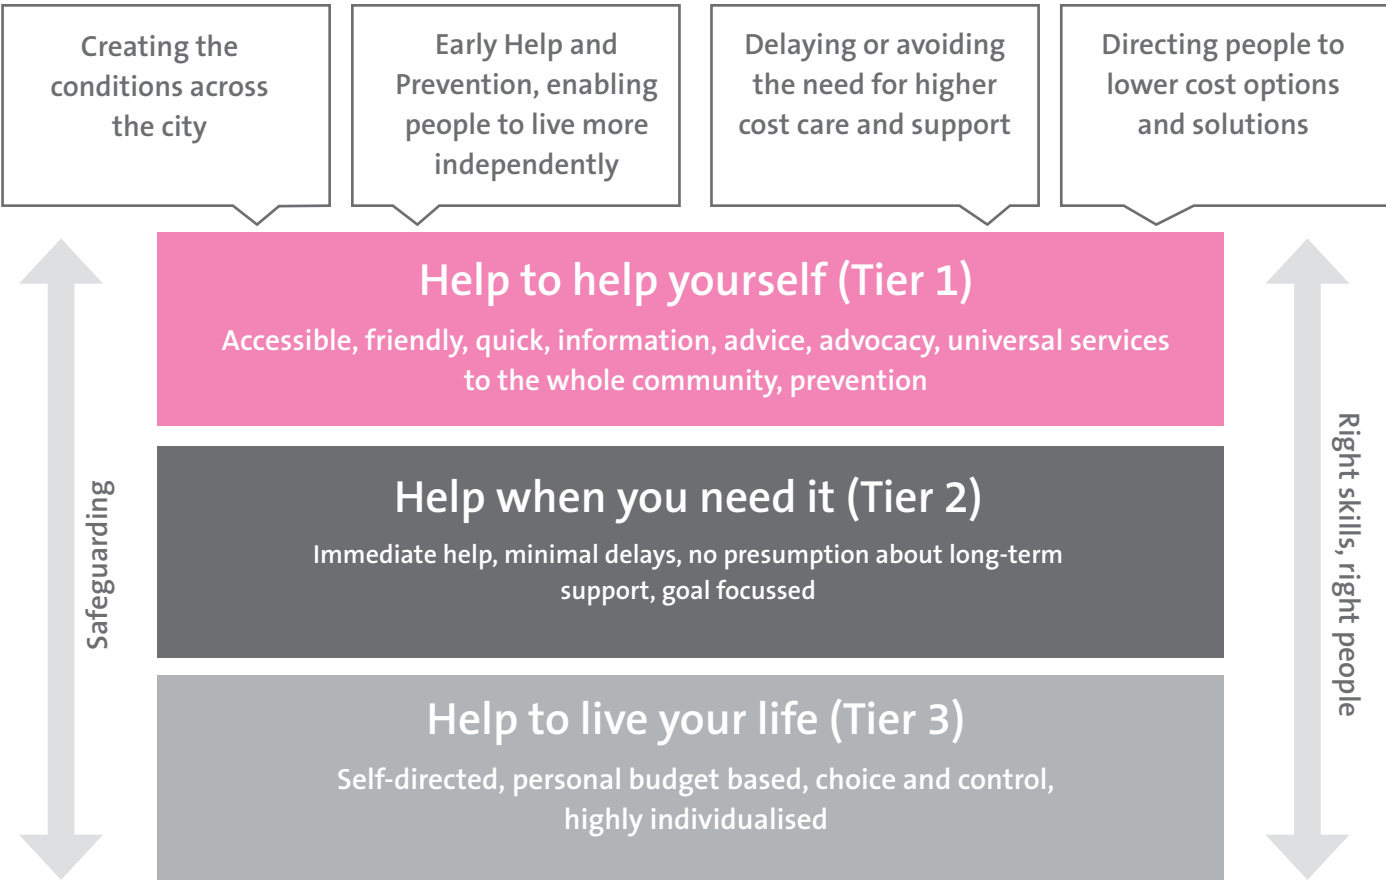 Creating the
conditions across
the city
Early Help and
Prevention, enabling
people to live more
independently
Delaying or avoiding
the need for higher
cost care and support
Directing people to
lower cost options
and solutions
Help to help yourself (Tier 1)
Accessible, friendly, quick, information, advice, advocacy, universal services
to the whole community, prevention
Safeguarding
Help when you need it (Tier 2)
Immediate help, minimal delays, no presumption about long-term
support, goal focussed
Right skills, right people
Help to live your life (Tier 3)
Self-directed, personal budget based, choice and control,
highly individualised